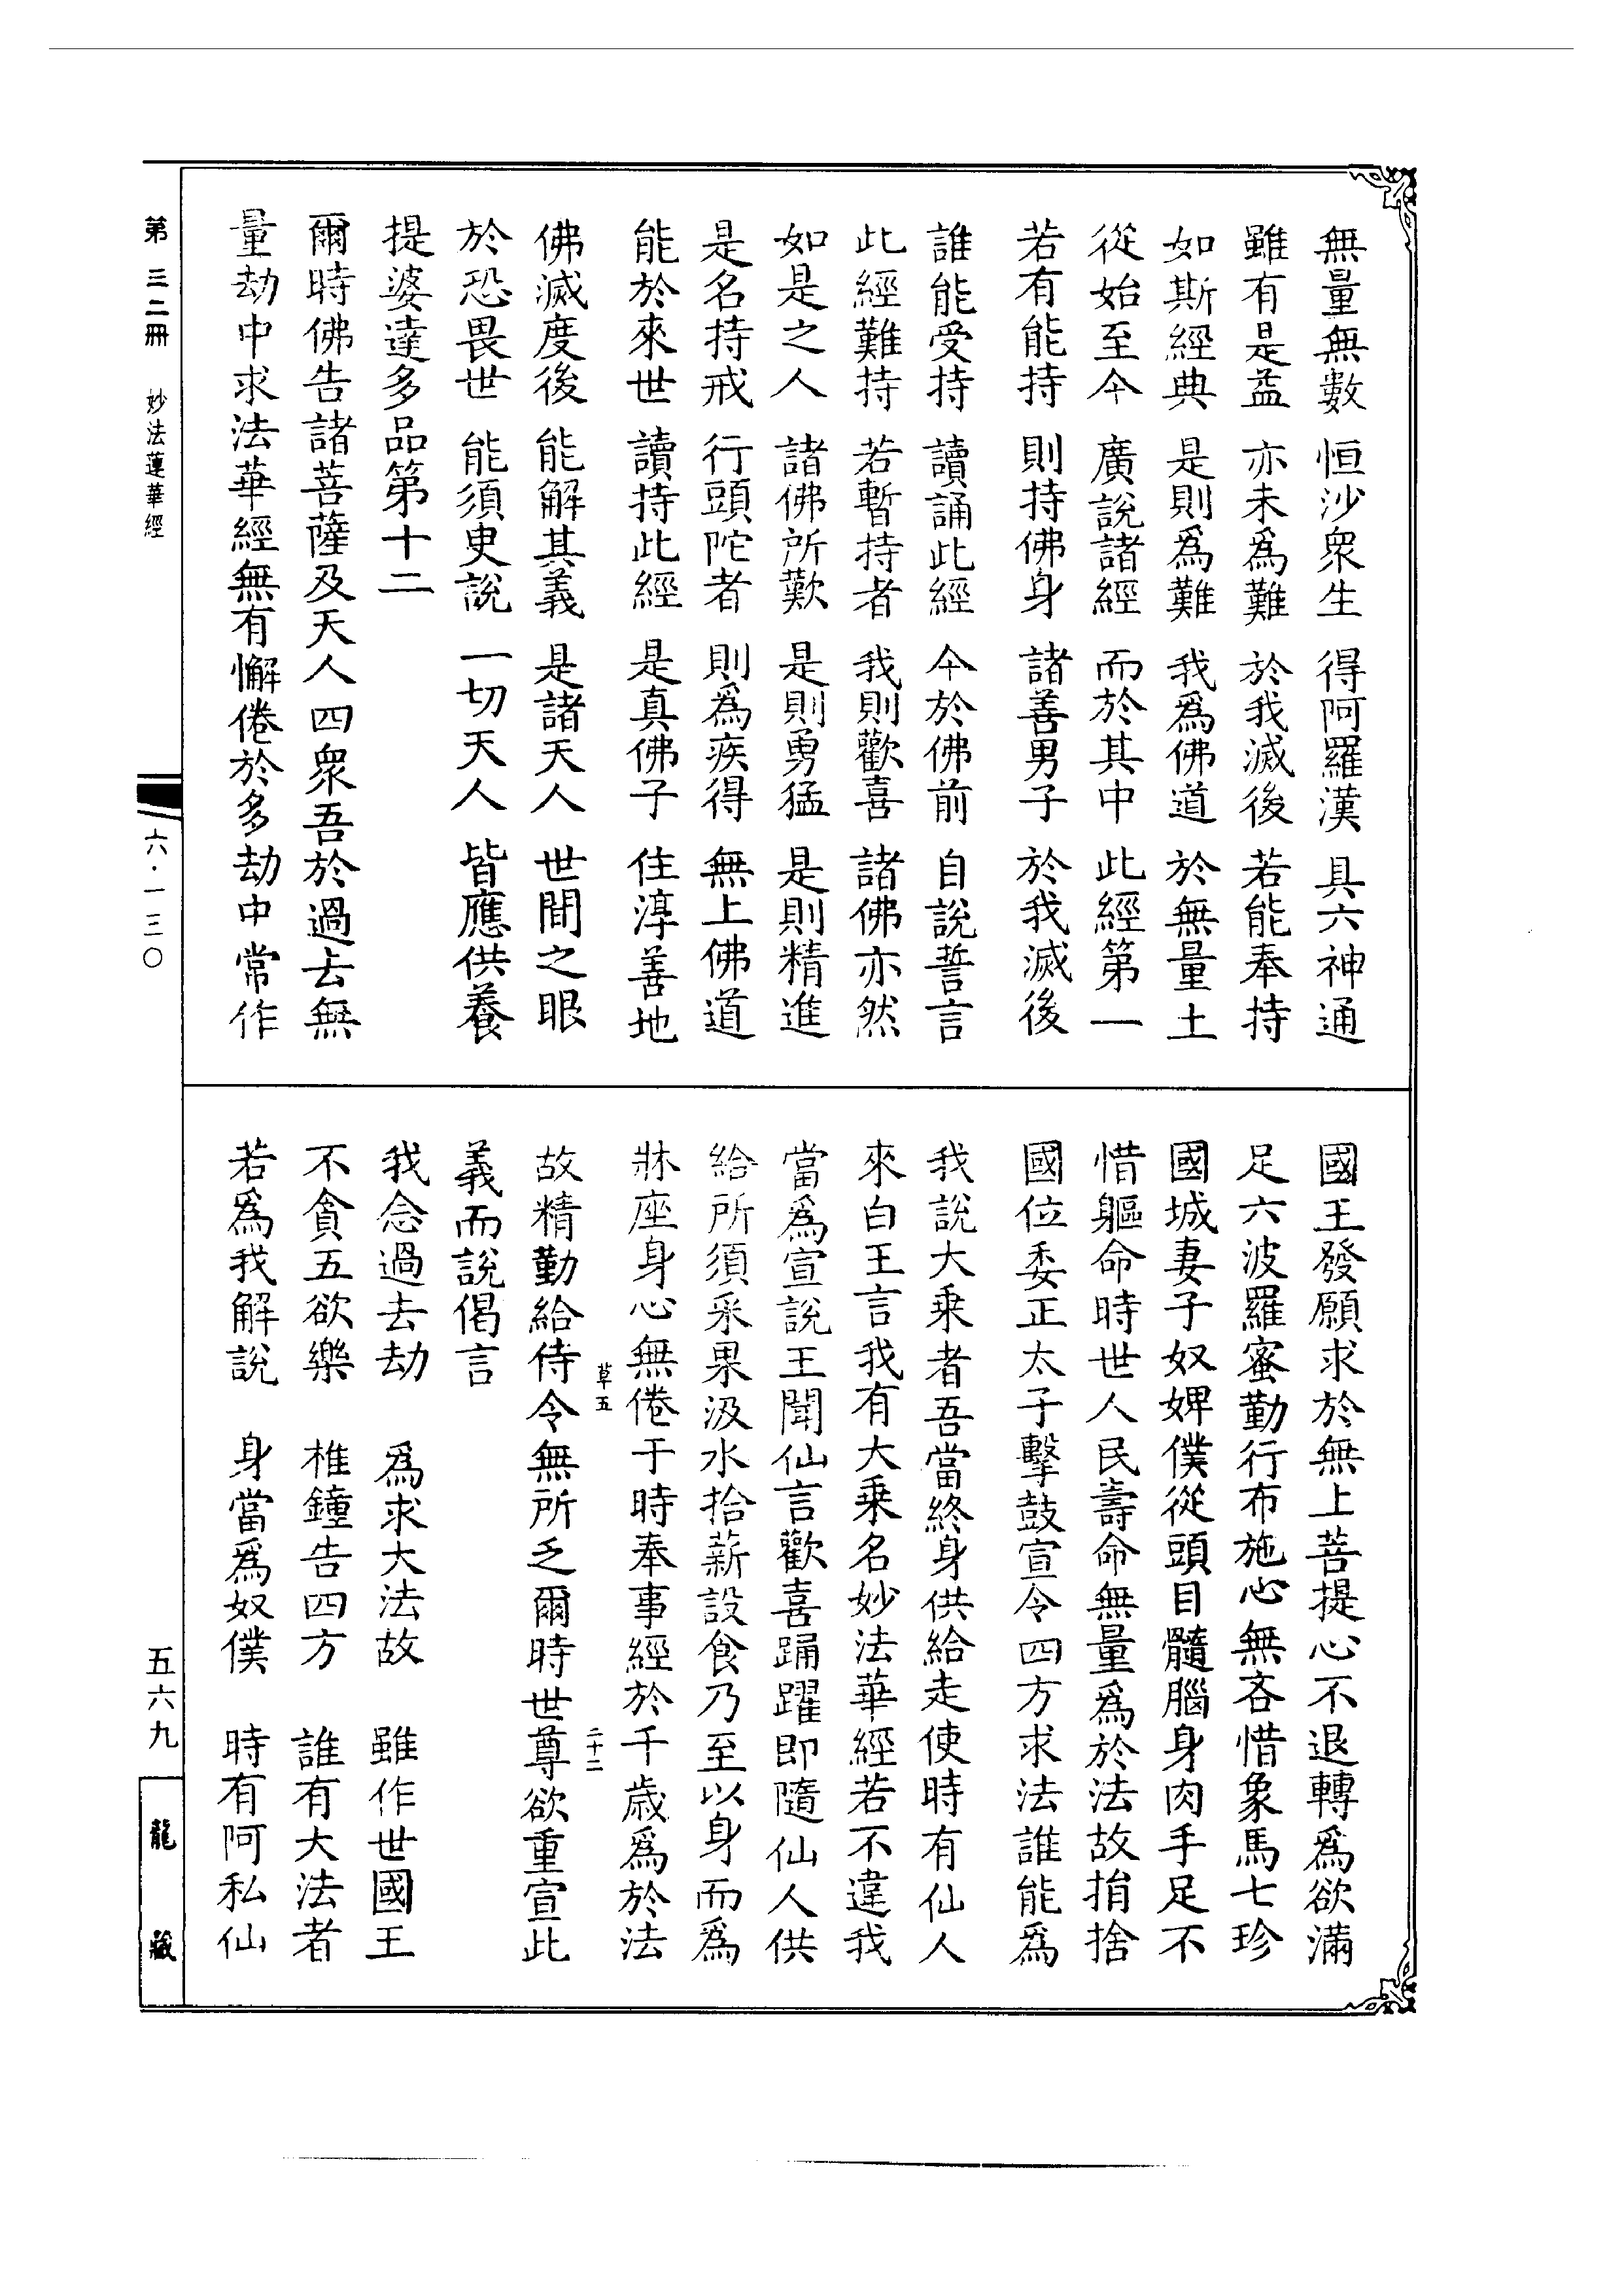 無量無數　恒沙衆生　得阿羅漢　具六神通
雖有是益　亦未爲難　於我滅後　若能奉持
如斯經典　是則爲難　我爲佛道　於無量土
從始至今　廣說諸經　而於其中　此經第一
若有能持　則持佛身　諸善男子　於我滅後
誰能受持　讀誦此經　今於佛前　自說誓言
此經難持　若暫持者　我則歡喜　諸佛亦然
如是之人　諸佛所歎　是則勇猛　是則精進
是名持戒　行頭陀者　則爲疾得　無上佛道
能於來世　讀持此經　是真佛子　住淳善地
佛滅度後　能解其義　是諸天人　世間之眼
於恐畏世　能須臾說　一切天人　皆應供養
提婆達多品第十二
爾時佛告諸菩薩及天人四衆吾於過去無
量劫中求法華經無有懈倦於多劫中常作
國王發願求於無上菩提心不退轉爲欲滿
足六波羅蜜勤行布施心無吝惜象馬七珍
國城妻子奴婢僕從頭目髓腦身肉手足不
惜軀命時世人民壽命無量爲於法故捐捨
國位委正太子擊鼓宣令四方求法誰能爲
我說大乘者吾當終身供給走使時有仙人
來白王言我有大乘名妙法華經若不違我
當爲宣說王聞仙言歡喜踊躍即隨仙人供
給所須采果汲水拾薪設食乃至以身而爲
牀座身心無倦于時奉事經於千歲爲於法
草五　二十二
故精勤給侍令無所乏爾時世尊欲重宣此
義而說偈言
我念過去劫　爲求大法故　雖作世國王
不貪五欲樂　椎鐘告四方　誰有大法者
若爲我解說　身當爲奴僕　時有阿私仙
第三二冊　妙法蓮華經　六·一三〇　五六九　龍藏